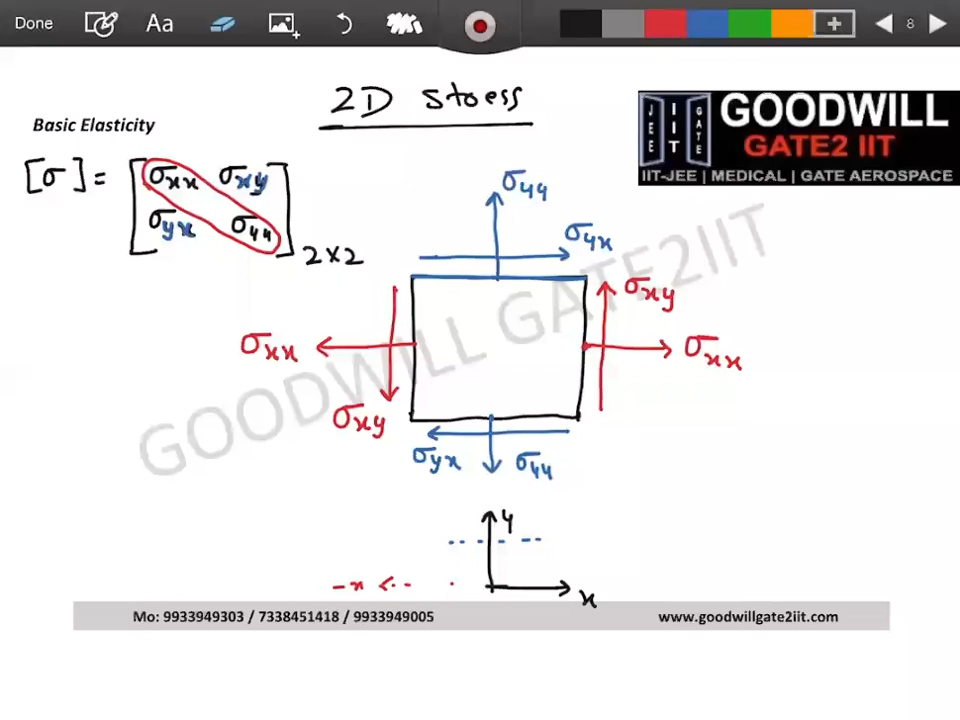 Done Aa 8
2D Stress
Basic Elasticity
GOODWILL
GATE2 IIT
IIT-JEE | MEDICAL | GATE AEROSPACE
JEE IIT GATE
[σ] = [σxx σxy
σyx σyy] 2×2
σyy
σyx
σxy
σxx
σxx
σxy
σyx σyy
GOODWILL GATE2IIT
y
-x
x
Mo: 9933949303 / 7338451418 / 9933949005
www.goodwillgate2iit.com